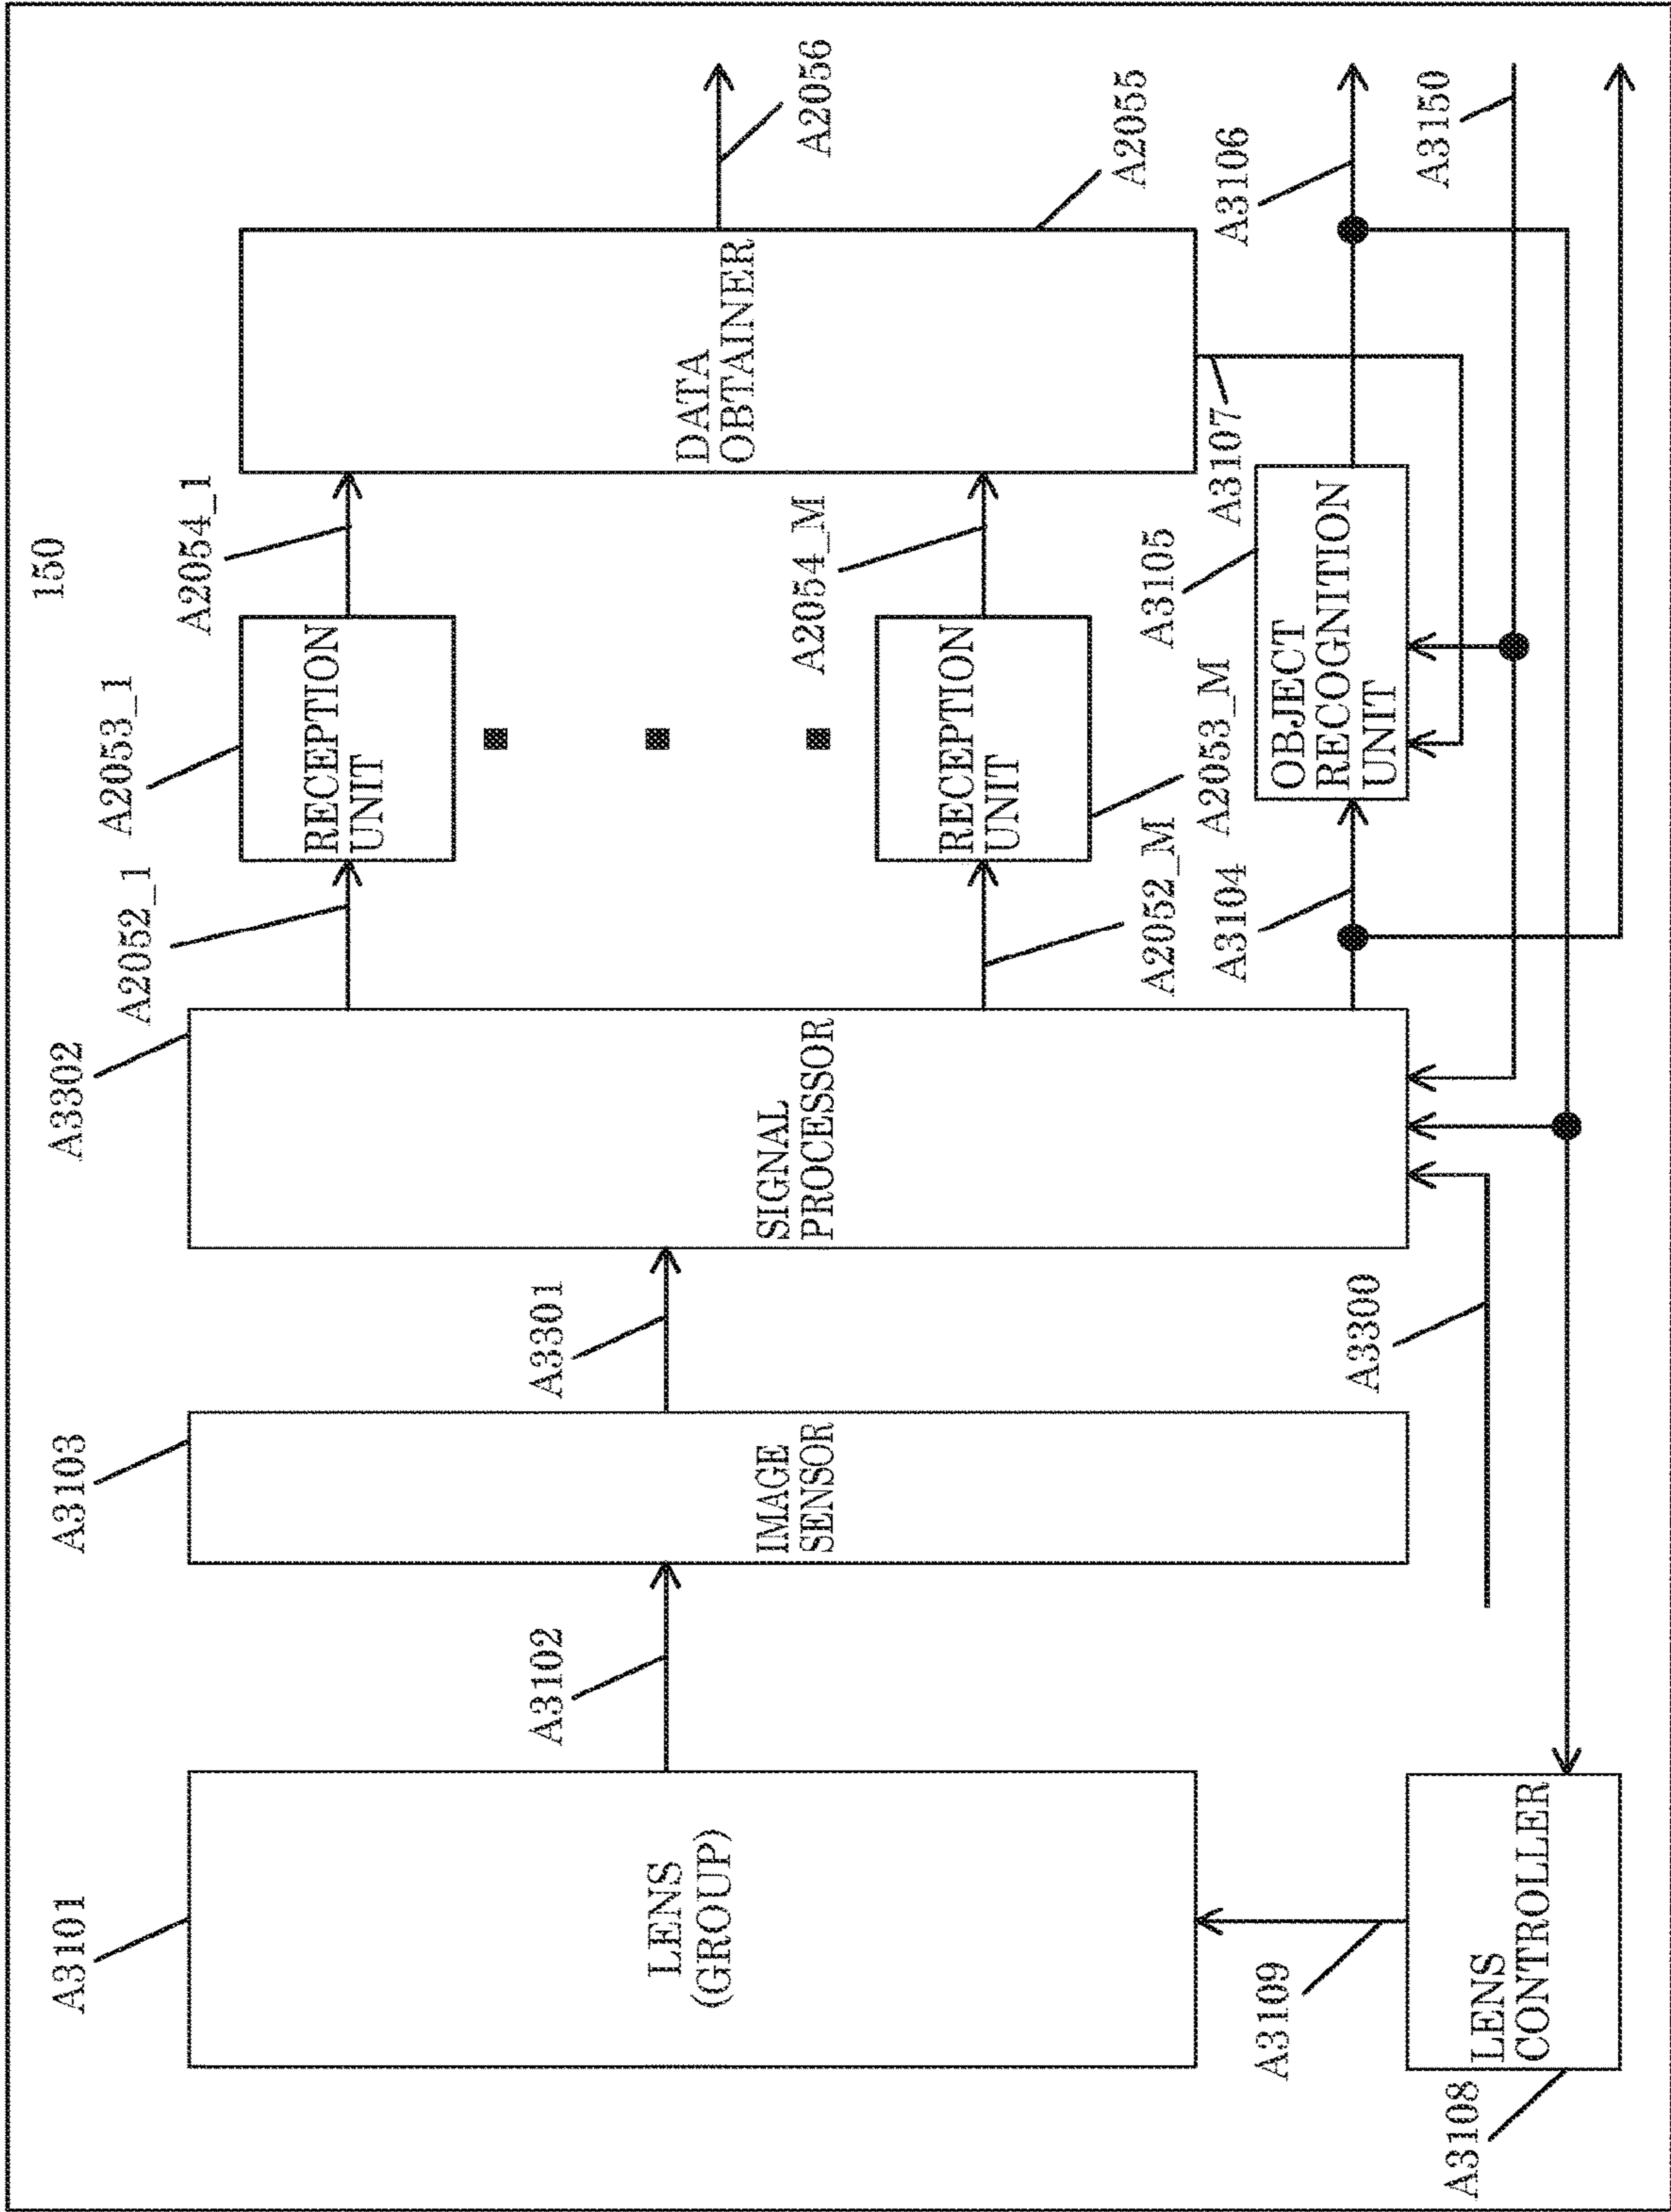 150
A3101
LENS
(GROUP)
A3102
A3103
IMAGE
SENSOR
A3301
A3302
SIGNAL
PROCESSOR
A2052_1
A2053_1
RECEPTION
UNIT
A2054_1
A2052_M
A2053_M
RECEPTION
UNIT
A2054_M
DATA
OBTAINER
A2056
A2055
A3104
A3105
OBJECT
RECOGNITION
UNIT
A3107
A3106
A3150
A3300
A3109
LENS
CONTROLLER
A3108